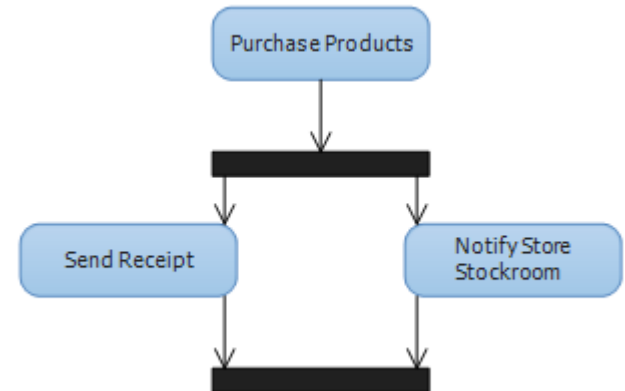 Purchase Products
Send Receipt
Notify Store
Stockroom